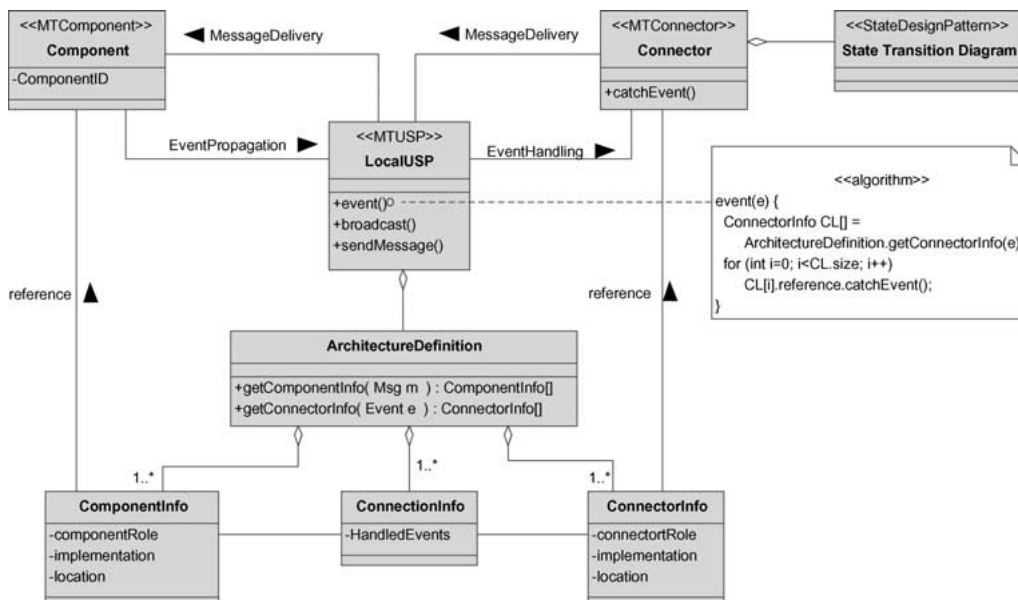 <<MTComponent>>
Component
-ComponentID
MessageDelivery
MessageDelivery
<<MTConnector>>
Connector
+catchEvent()
<<StateDesignPattern>>
State Transition Diagram
EventPropagation
<<MTUSP>>
LocalUSP
+event()
+broadcast()
+sendMessage()
EventHandling
<<algorithm>>
event(e) {
ConnectorInfo CL[] =
ArchitectureDefinition.getConnectorInfo(e)
for (int i=0; i<CL.size; i++)
CL[i].reference.catchEvent();
}
reference
reference
ArchitectureDefinition
+getComponentInfo( Msg m ) : ComponentInfo[]
+getConnectorInfo( Event e ) : ConnectorInfo[]
1..*
1..*
1..*
ComponentInfo
-componentRole
-implementation
-location
ConnectionInfo
-HandledEvents
ConnectorInfo
-connectortRole
-implementation
-location